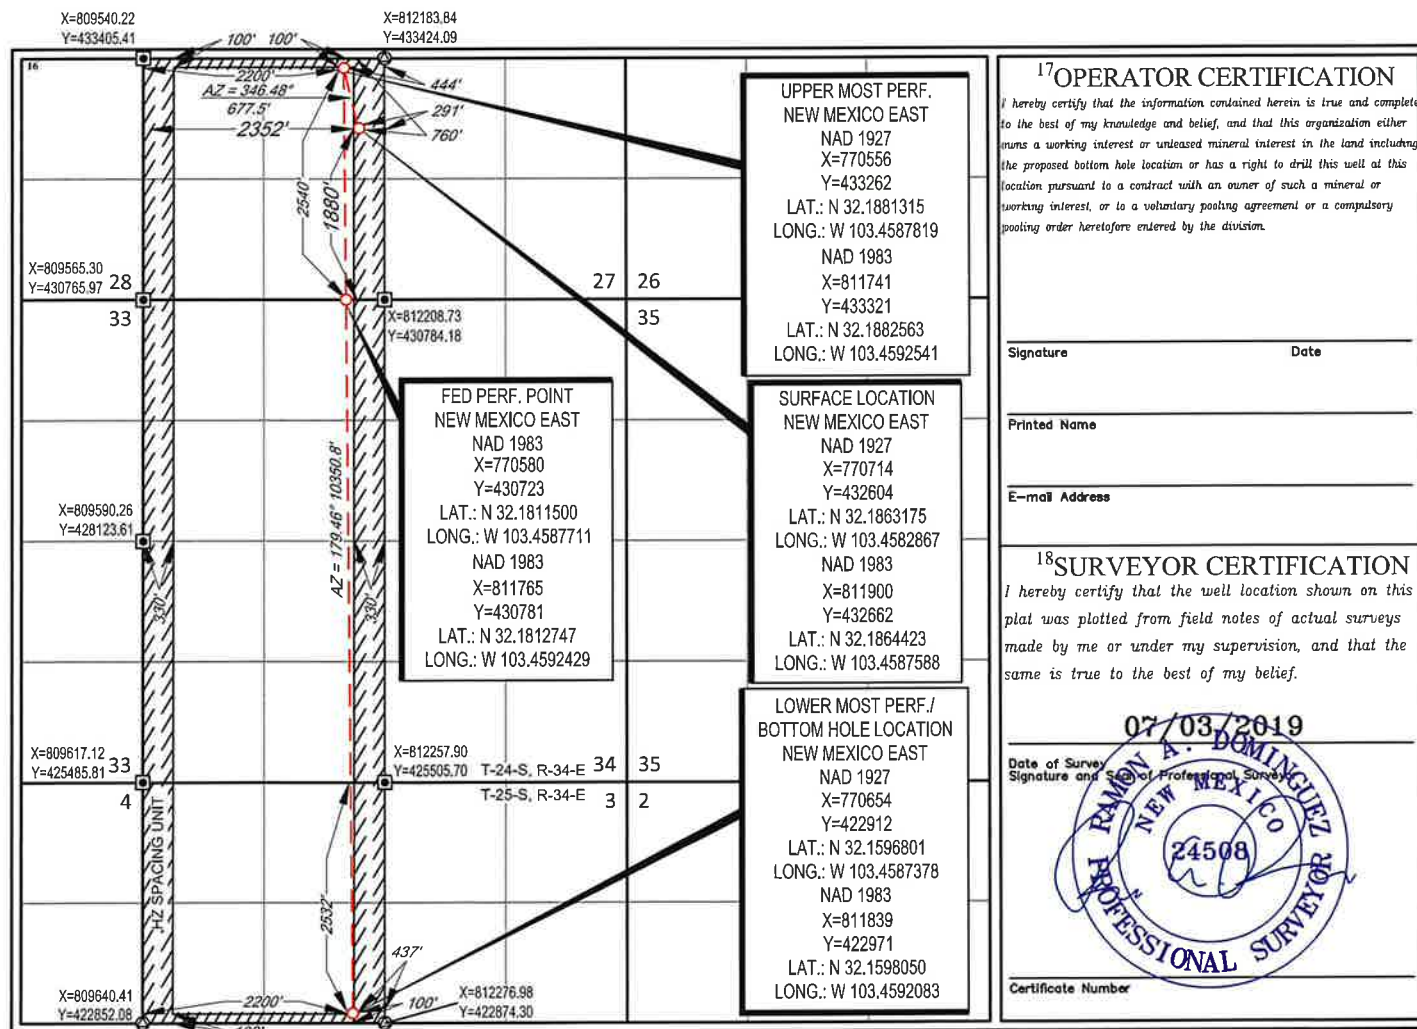 X=809540.22
Y=433405.41
X=812183.84
Y=433424.09
16
100' 100'
2200'
AZ = 346.48°
677.5'
2352'
444'
291'
760'
2540'
1880'
X=809565.30
Y=430765.97
28
33
27
26
35
X=812208.73
Y=430784.18
UPPER MOST PERF.
NEW MEXICO EAST
NAD 1927
X=770556
Y=433262
LAT.: N 32.1881315
LONG.: W 103.4587819
NAD 1983
X=811741
Y=433321
LAT.: N 32.1882563
LONG.: W 103.4592541
FED PERF. POINT
NEW MEXICO EAST
NAD 1983
X=770580
Y=430723
LAT.: N 32.1811500
LONG.: W 103.4587711
NAD 1983
X=811765
Y=430781
LAT.: N 32.1812747
LONG.: W 103.4592429
SURFACE LOCATION
NEW MEXICO EAST
NAD 1927
X=770714
Y=432604
LAT.: N 32.1863175
LONG.: W 103.4582867
NAD 1983
X=811900
Y=432662
LAT.: N 32.1864423
LONG.: W 103.4587588
X=809590.26
Y=428123.61
AZ = 179.46° 10350.8'
330'
330'
X=809617.12
Y=425485.81
33
4
X=812257.90
Y=425505.70
T-24-S, R-34-E
34
35
T-25-S, R-34-E
3
2
HZ SPACING UNIT
2532'
LOWER MOST PERF./
BOTTOM HOLE LOCATION
NEW MEXICO EAST
NAD 1927
X=770654
Y=422912
LAT.: N 32.1596801
LONG.: W 103.4587378
NAD 1983
X=811839
Y=422971
LAT.: N 32.1598050
LONG.: W 103.4592083
437'
2200'
100'
X=809640.41
Y=422852.08
X=812276.98
Y=422874.30
17OPERATOR CERTIFICATION
I hereby certify that the information contained herein is true and complete
to the best of my knowledge and belief, and that this organization either
owns a working interest or unleased mineral interest in the land including
the proposed bottom hole location or has a right to drill this well at this
location pursuant to a contract with an owner of such a mineral or
working interest, or to a voluntary pooling agreement or a compulsory
pooling order heretofore entered by the division.
Signature Date
Printed Name
E-mail Address
18SURVEYOR CERTIFICATION
I hereby certify that the well location shown on this
plat was plotted from field notes of actual surveys
made by me or under my supervision, and that the
same is true to the best of my belief.
07/03/2019
Date of Survey
Signature and Seal of Professional Surveyor
RAMON A. DOMINGUEZ
NEW MEXICO
24508
PROFESSIONAL SURVEYOR
Certificate Number